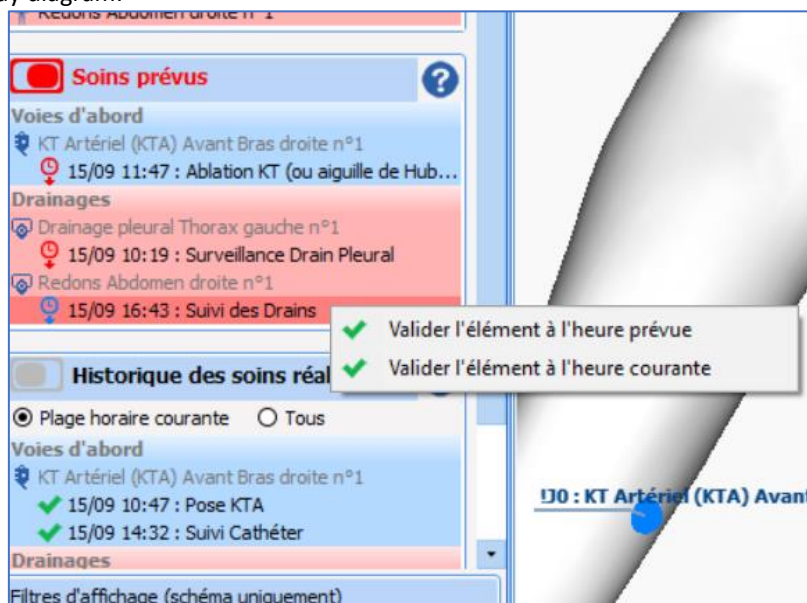 ay diagram.
Redons Abdomen droite n°1
Soins prévus
?
Voies d'abord
KT Artériel (KTA) Avant Bras droite n°1
15/09 11:47 : Ablation KT (ou aiguille de Hub...
Drainages
Drainage pleural Thorax gauche n°1
15/09 10:19 : Surveillance Drain Pleural
Redons Abdomen droite n°1
15/09 16:43 : Suivi des Drains
Valider l'élément à l'heure prévue
Valider l'élément à l'heure courante
Historique des soins réal
Plage horaire courante Tous
Voies d'abord
KT Artériel (KTA) Avant Bras droite n°1
15/09 10:47 : Pose KTA
15/09 14:32 : Suivi Cathéter
J0 : KT Artériel (KTA) Avant
Drainages
Filtres d'affichage (schéma uniquement)